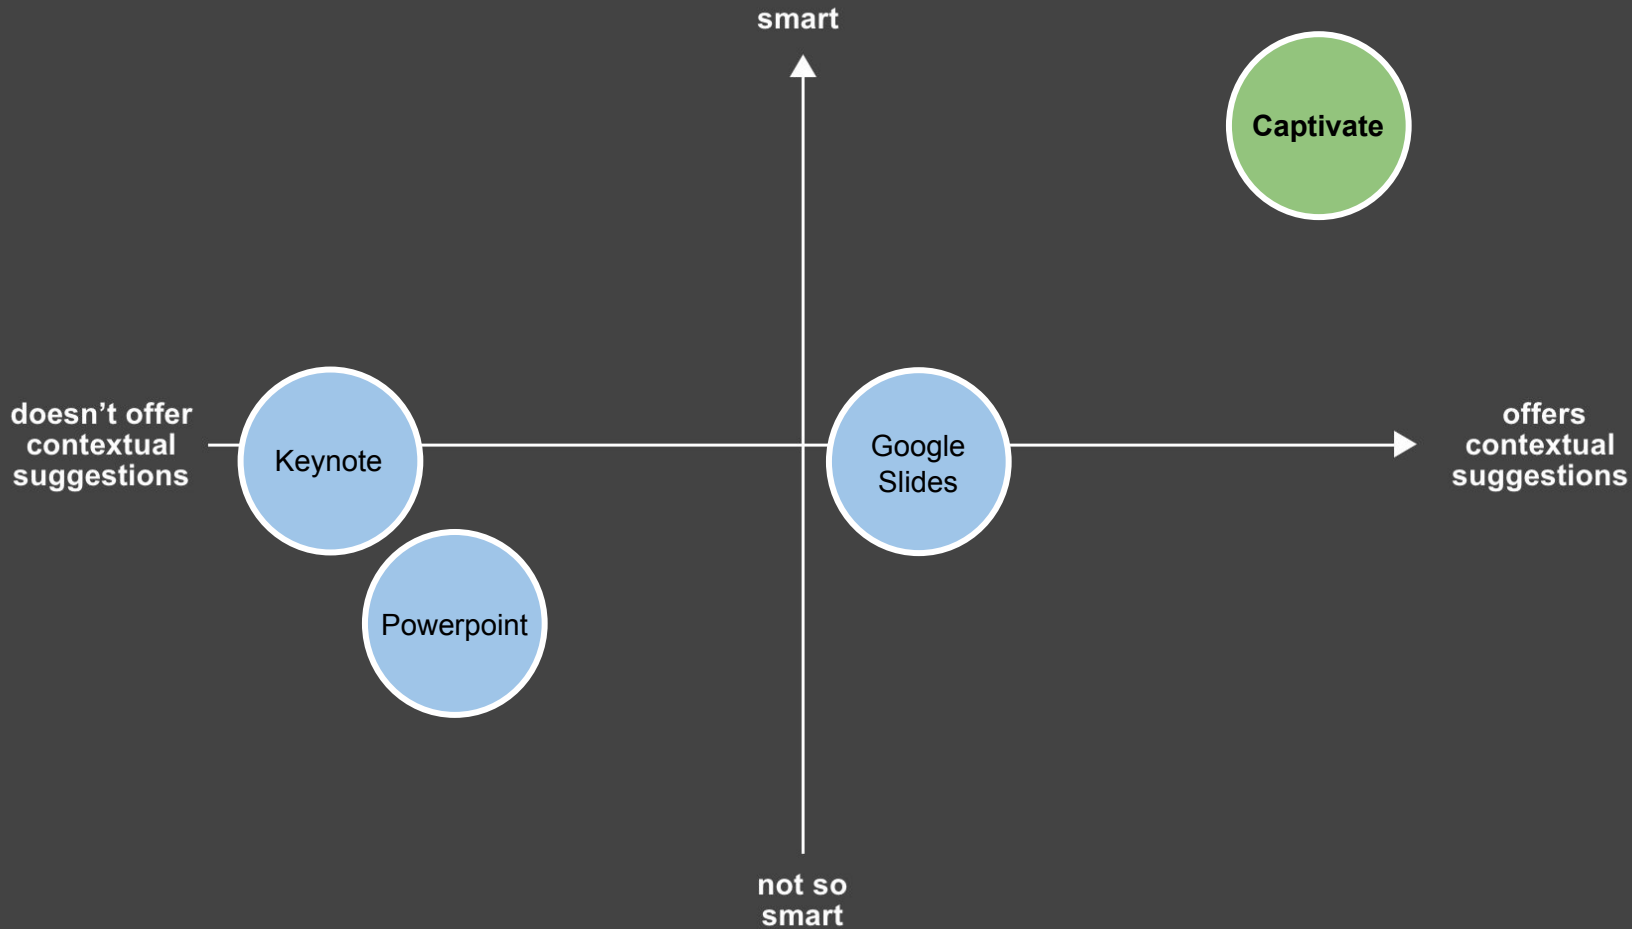 smart
Captivate
doesn't offer
contextual
suggestions
Keynote
Google
Slides
offers
contextual
suggestions
Powerpoint
not so
smart